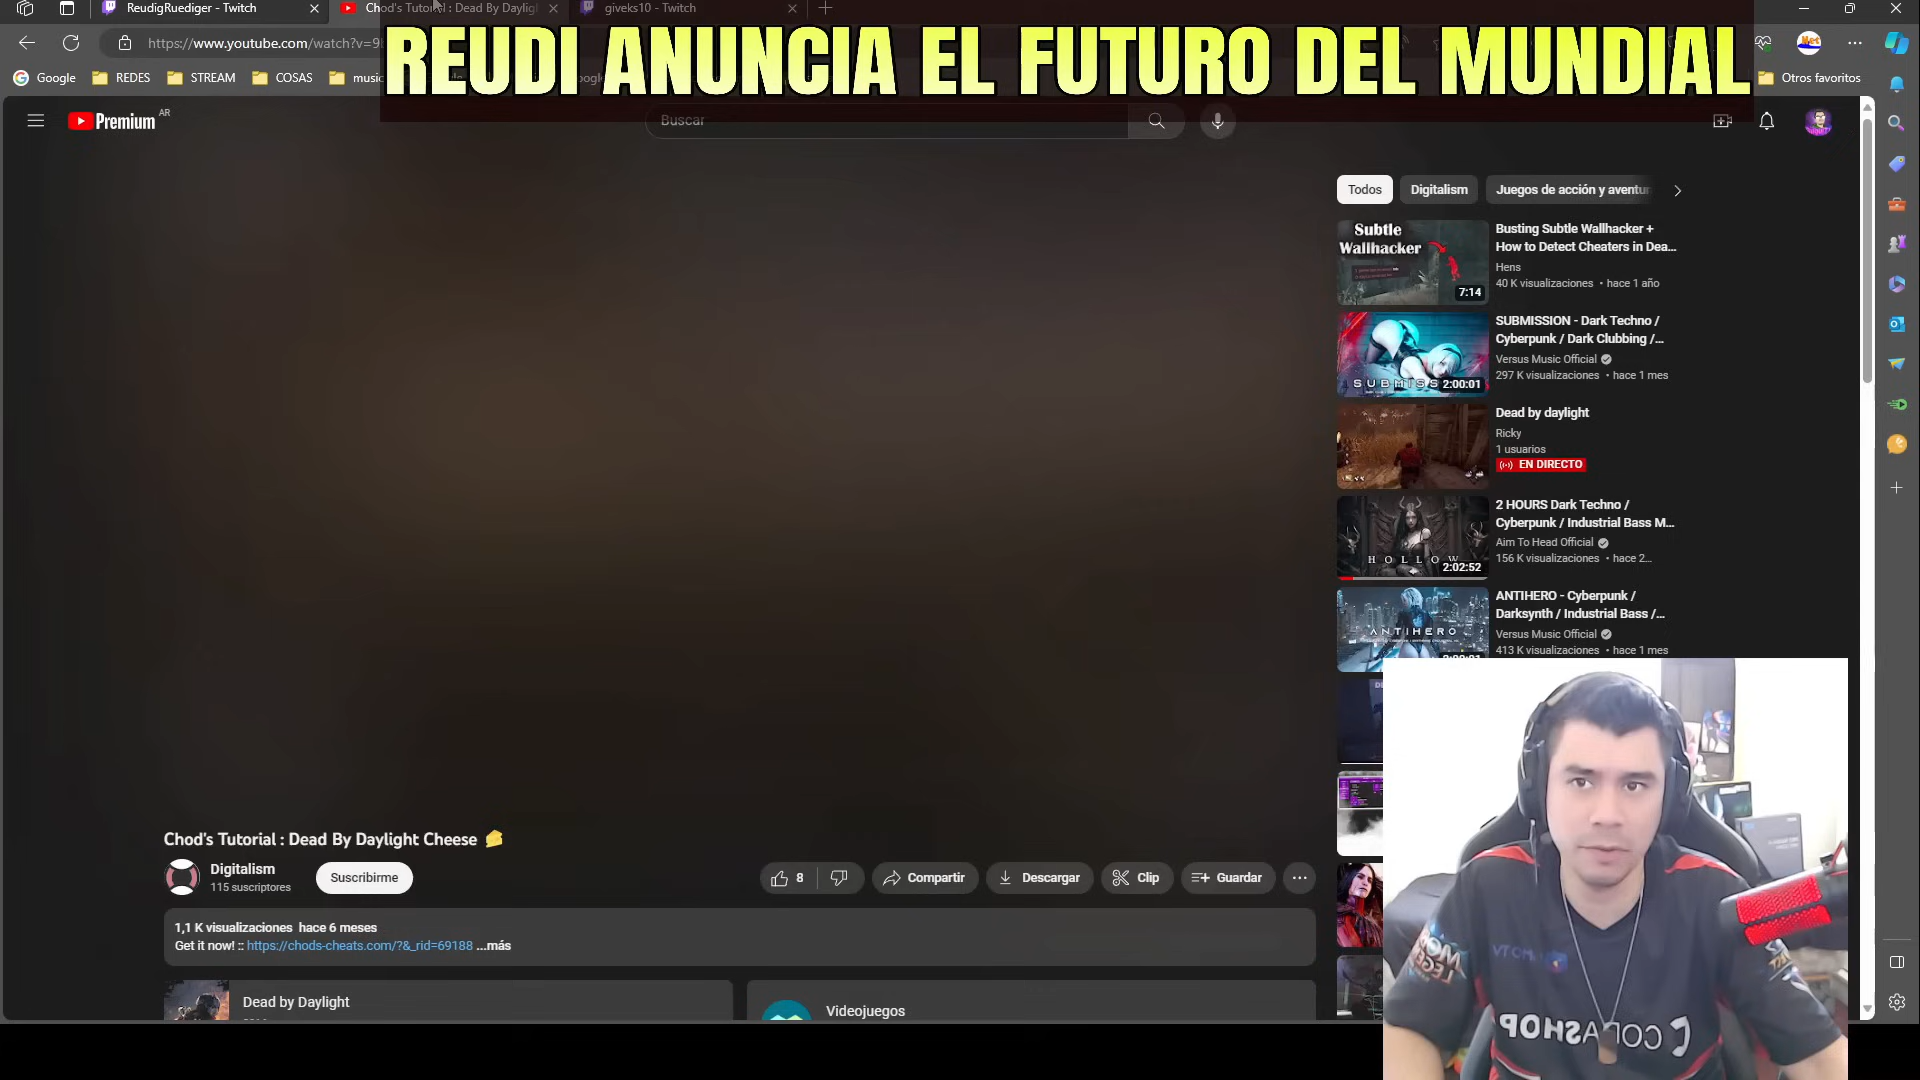 ReudigRuediger - Twitch
Chod's Tutorial : Dead By Daylig
giveks10 - Twitch
https://www.youtube.com/watch?v=9
REUDI ANUNCIA EL FUTURO DEL MUNDIAL
Google
REDES
STREAM
COSAS
music
Otros favoritos
Premium
AR
Buscar
Todos
Digitalism
Juegos de acción y aventur
Subtle
Wallhacker
7:14
Busting Subtle Wallhacker +
How to Detect Cheaters in Dea...
Hens
40 K visualizaciones • hace 1 año
SUBMISS
2:00:01
SUBMISSION - Dark Techno /
Cyberpunk / Dark Clubbing /...
Versus Music Official
297 K visualizaciones • hace 1 mes
Dead by daylight
Ricky
1 usuarios
EN DIRECTO
HOLLOW
2:02:52
2 HOURS Dark Techno /
Cyberpunk / Industrial Bass M...
Aim To Head Official
156 K visualizaciones • hace 2...
ANTIHERO
ANTIHERO - Cyberpunk /
Darksynth / Industrial Bass /...
Versus Music Official
413 K visualizaciones • hace 1 mes
Chod's Tutorial : Dead By Daylight Cheese
Digitalism
115 suscriptores
Suscribirme
8
Compartir
Descargar
Clip
Guardar
1,1 K visualizaciones hace 6 meses
Get it now! :: https://chods-cheats.com/?&_rid=69188 ...más
Dead by Daylight
Videojuegos
CODASHOP